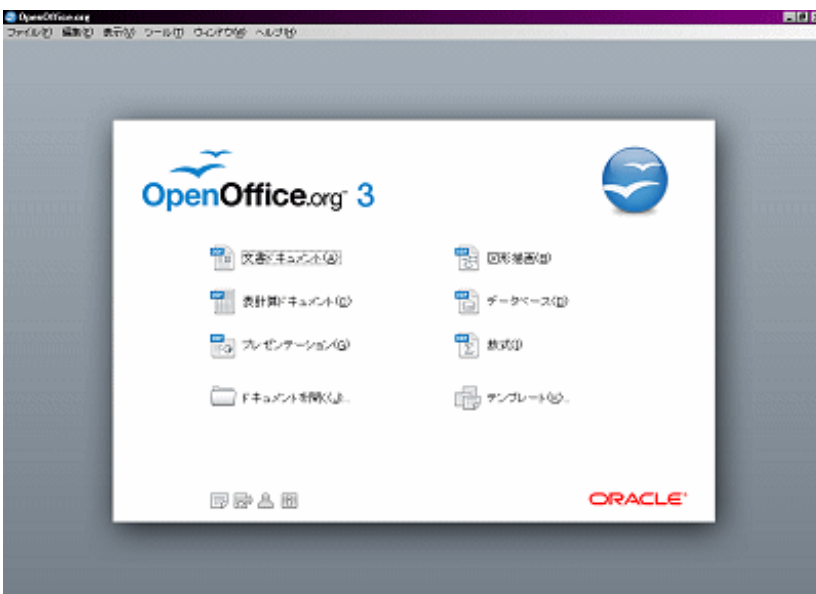 OpenOffice.org
ファイル(F) 編集(E) 表示(V) ツール(T) ウィンドウ(W) ヘルプ(H)
OpenOffice.org 3
文書ドキュメント(A) 図形描画(B)
表計算ドキュメント(C) データベース(D)
プレゼンテーション(G) 数式(I)
ドキュメントを開く(J)... テンプレート(K)...
ORACLE